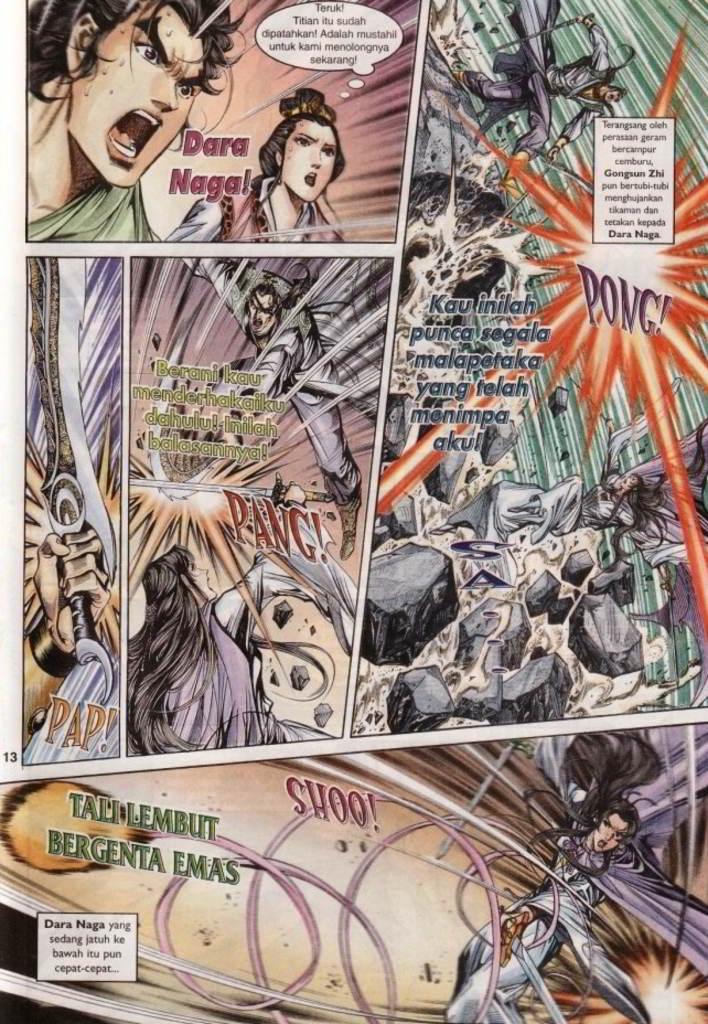 Teruk!
Titian itu sudah
dipatahkan! Adalah mustahil
untuk kami menolongnya
sekarang!
Dara
Naga!
Terangsang oleh
perasaan geram
bercampur
cemburu,
Gongsun Zhi
pun bertubi-tubi
menghujankan
tikaman dan
tetakan kepada
Dara Naga.
PONG!
Kau inilah
punca segala
malapetaka
yang telah
menimpa
aku!
PAP!
Berani kau
menderhakaiku
dahulu! Inilah
balasannya!
PANG!
13
TALI LEMBUT
BERGENTA EMAS
SHOO!
Dara Naga yang
sedang jatuh ke
bawah itu pun
cepat-cepat...